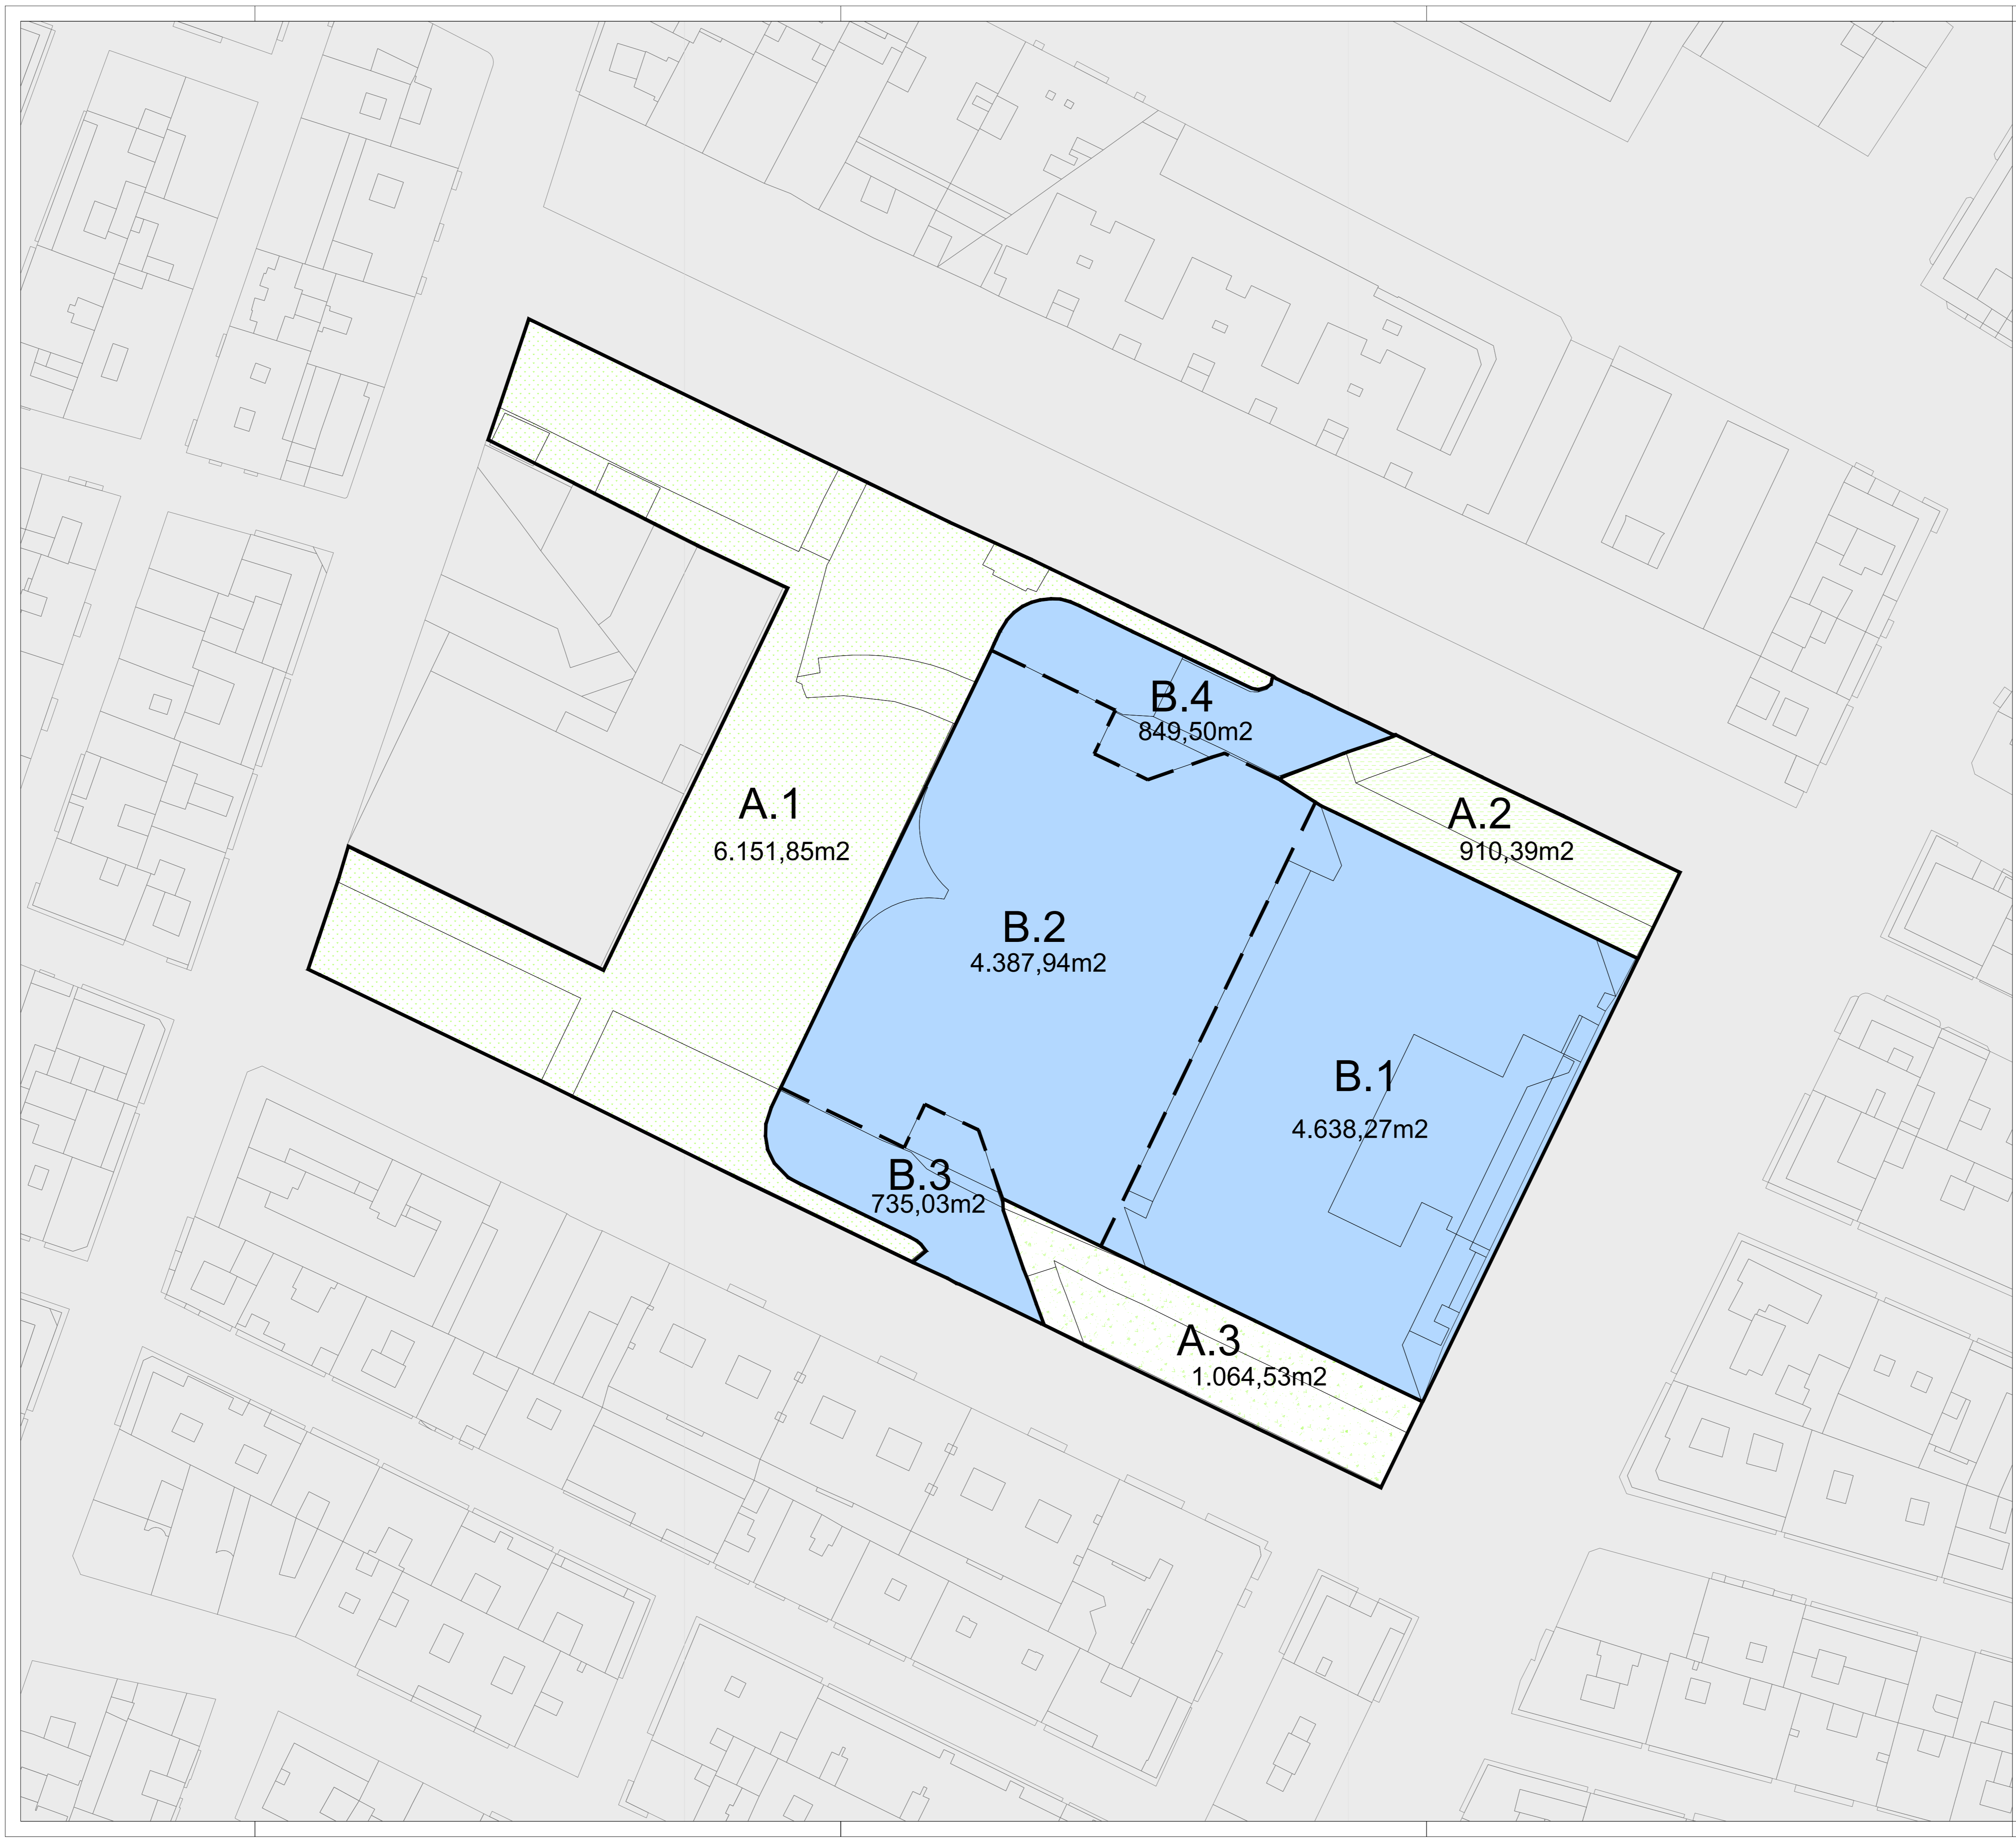 B.4
849,50m2
A.1
6.151,85m2
A.2
910,39m2
B.2
4.387,94m2
B.1
4.638,27m2
B.3
735,03m2
A.3
1.064,53m2